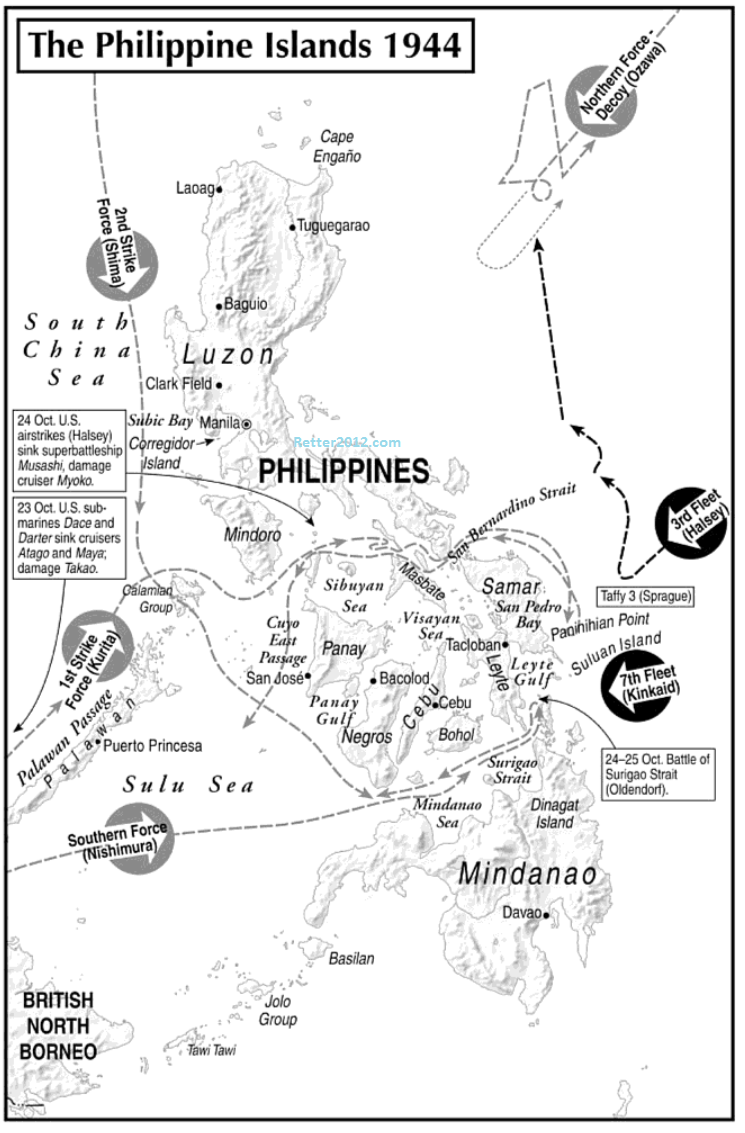 The Philippine Islands 1944
Northern Force -
Decoy (Ozawa)
Cape
Engaño
Laoag
Tuguegarao
2nd Strike
Force (Shima)
Baguio
South
China
Sea
Luzon
Clark Field
24 Oct. U.S.
airstrikes (Halsey)
sink superbattleship
Musashi, damage
cruiser Myoko.
Subic Bay
Manila
Corregidor
Island
Retter2012.com
PHILIPPINES
23 Oct. U.S. sub-
marines Dace and
Darter sink cruisers
Atago and Maya;
damage Takao.
Mindoro
San Bernardino Strait
3rd Fleet
(Halsey)
Calamian
Group
Sibuyan
Sea
Masbate
Samar
Taffy 3 (Sprague)
San Pedro
Bay
Paninihian Point
Suluan Island
1st Strike
Force (Kurita)
Cuyo
East
Passage
Visayan
Sea
Panay
Tacloban
Leyte
Leyte
Gulf
7th Fleet
(Kinkaid)
San José
Bacolod
Panay
Gulf
Cebu
Cebu
Negros
Bohol
Palawan Passage
Palawan
Puerto Princesa
Surigao
Strait
24–25 Oct. Battle of
Surigao Strait
(Oldendorf).
Sulu Sea
Mindanao
Sea
Dinagat
Island
Southern Force
(Nishimura)
Mindanao
Davao
Basilan
Jolo
Group
BRITISH
NORTH
BORNEO
Tawi Tawi